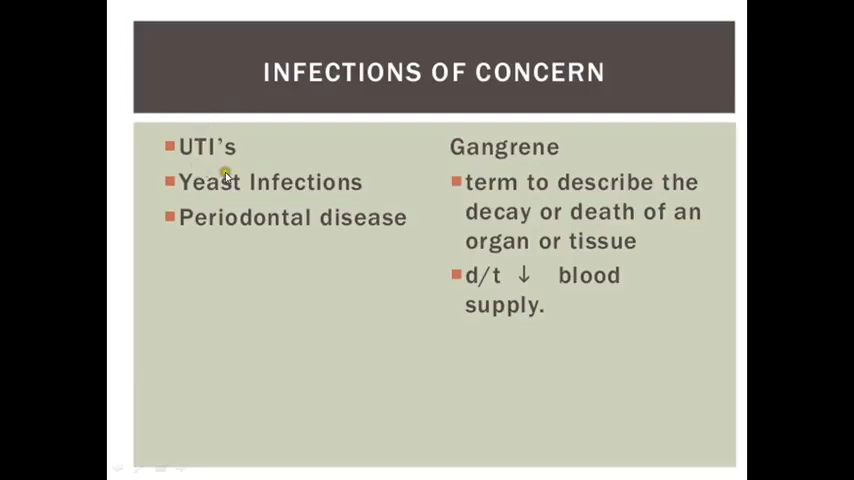 INFECTIONS OF CONCERN
UTI’s
Yeast Infections
Periodontal disease
Gangrene
term to describe the
decay or death of an
organ or tissue
d/t ↓ blood
supply.